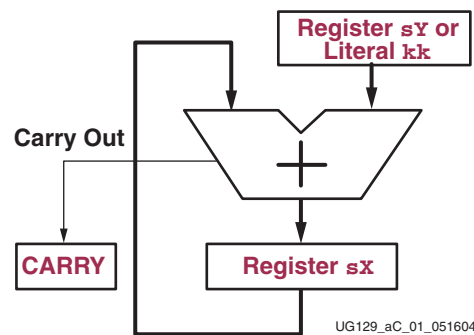 Register sY or
Literal kk
Carry Out
+
CARRY
Register sX
UG129_aC_01_051604